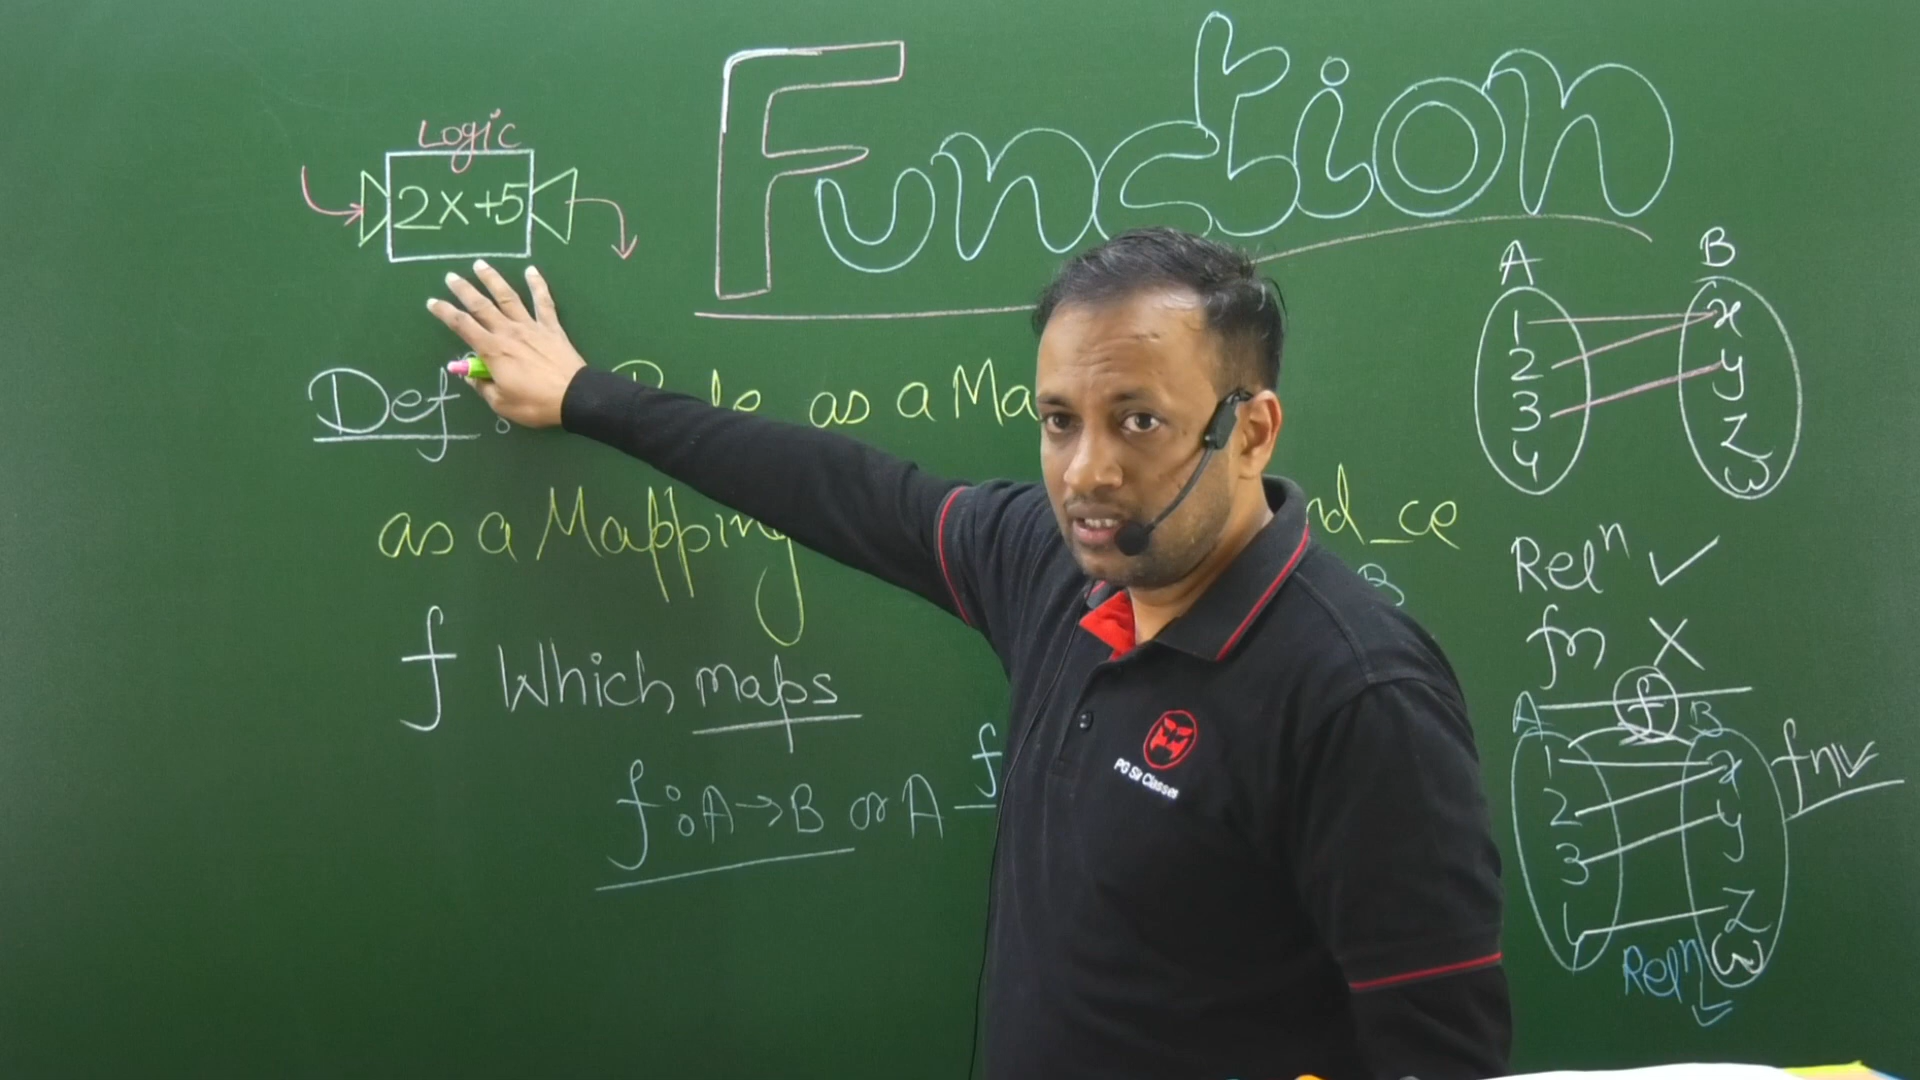 Function
Logic
2x+5
Def : as a Ma
as a Mapping
f Which maps
f : A → B or A f
A B
1 x
2 y
3 z
4 w
Relⁿ ✓
fn X
f
A B
1 x
2 y
3 z
4 w
fn ✓
Relⁿ ✓
PG Sir Classes